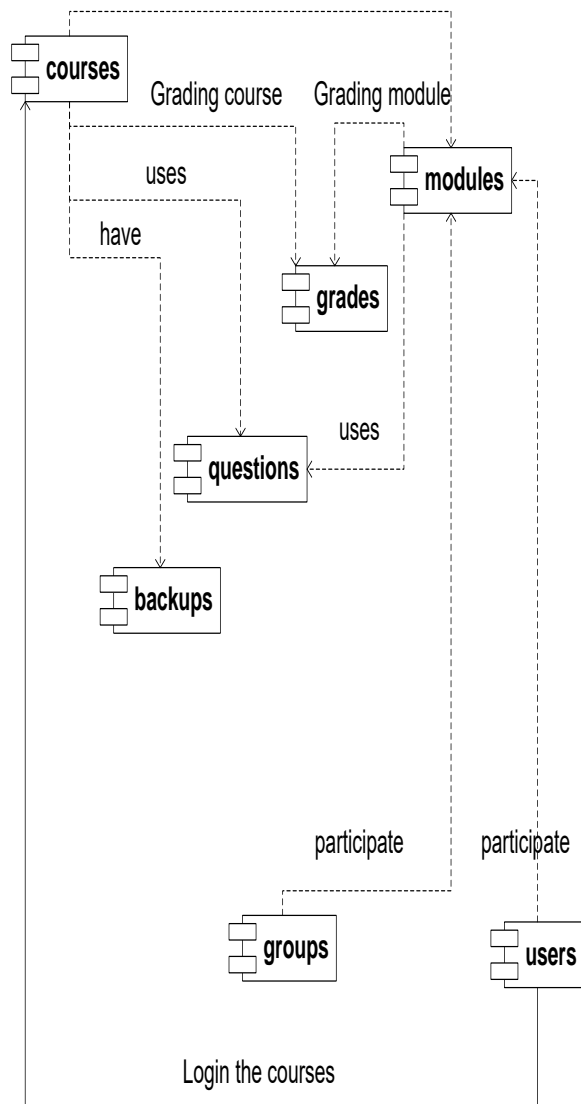 courses
Grading course
Grading module
uses
modules
have
grades
uses
questions
backups
participate
participate
groups
users
Login the courses